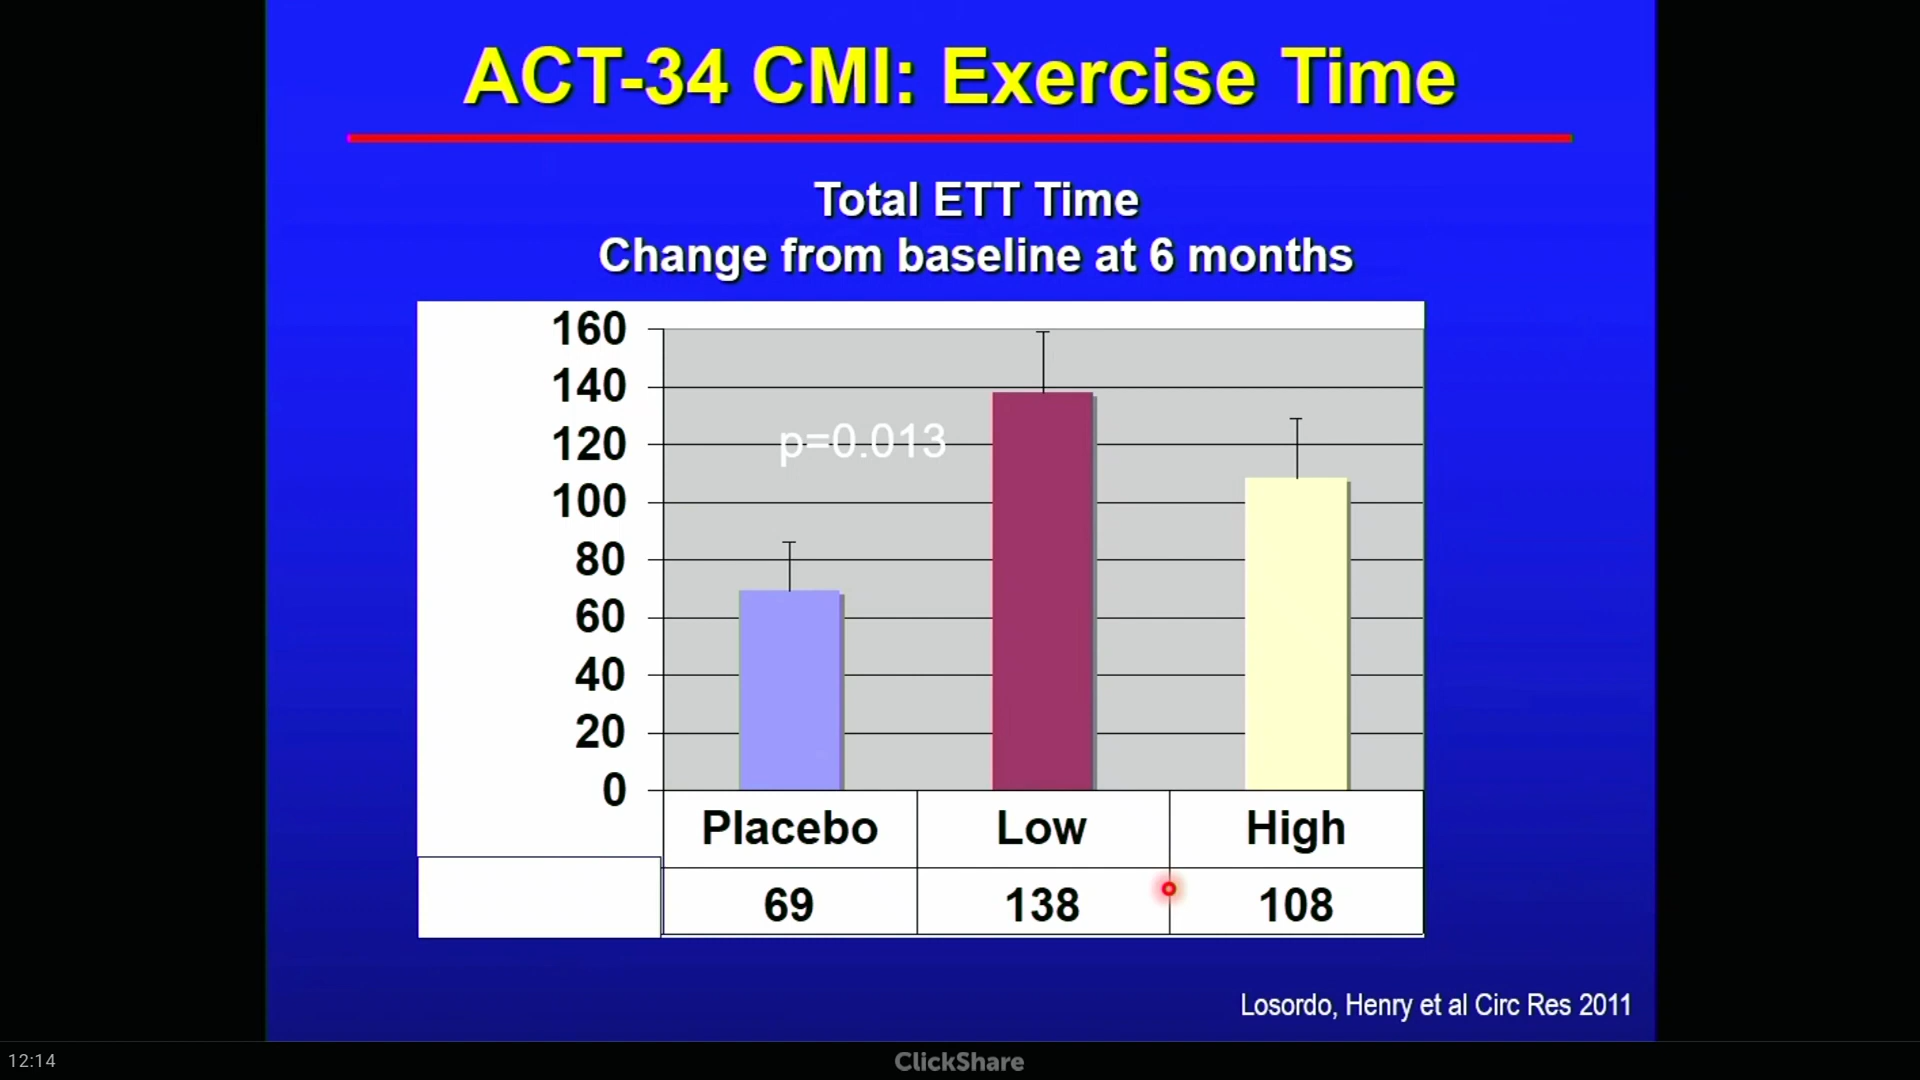 ACT-34 CMI: Exercise Time
Total ETT Time
Change from baseline at 6 months
160
140
120
100
80
60
40
20
0
p=0.013
Placebo Low High
69 138 108
Losordo, Henry et al Circ Res 2011
12:14
ClickShare